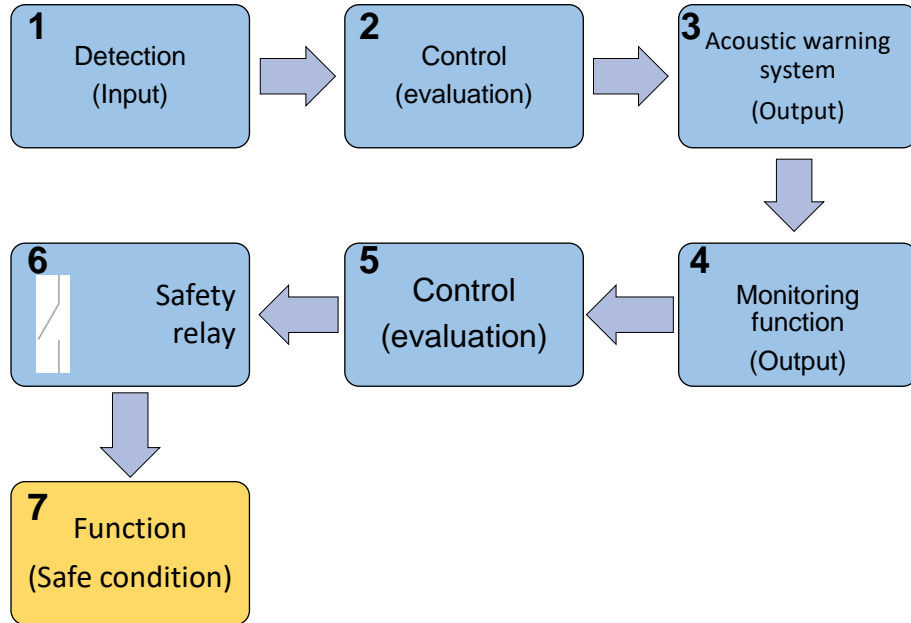 1
Detection
(Input)
2
Control
(evaluation)
3
Acoustic warning
system
(Output)
4
Monitoring
function
(Output)
5
Control
(evaluation)
6
Safety
relay
7
Function
(Safe condition)